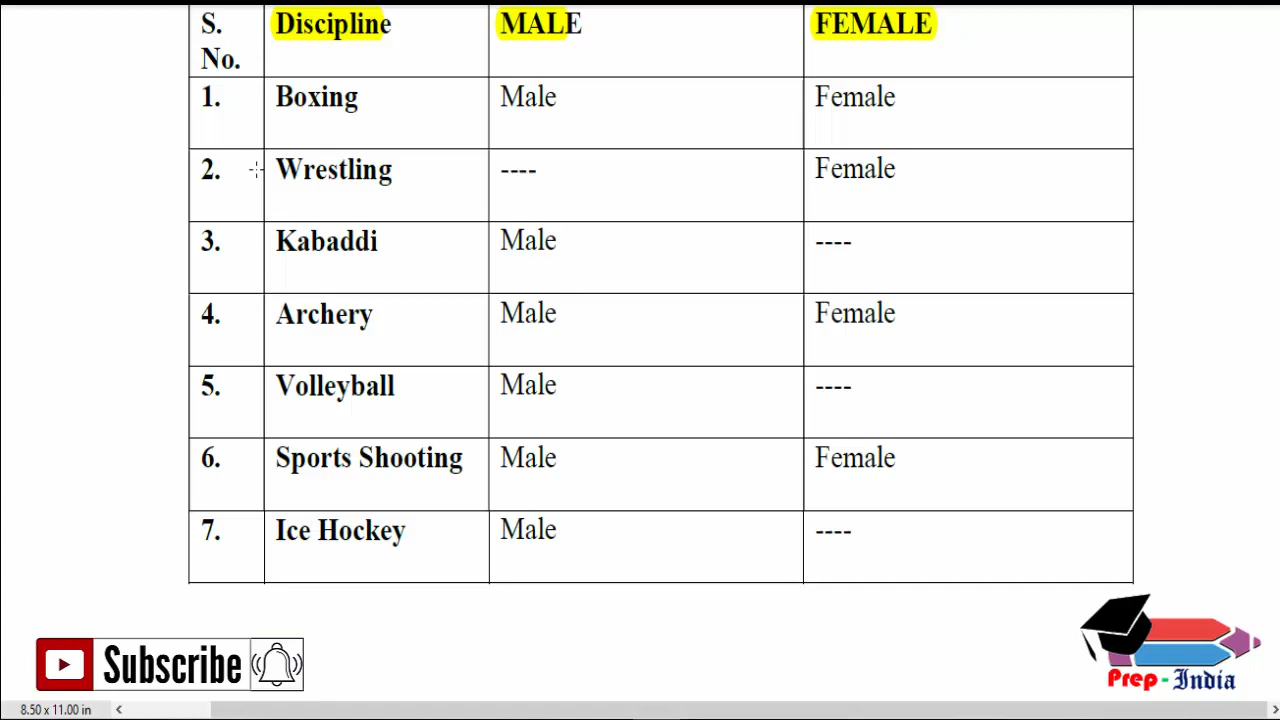 S. No. Discipline MALE FEMALE
1. Boxing Male Female
2. Wrestling ---- Female
3. Kabaddi Male ----
4. Archery Male Female
5. Volleyball Male ----
6. Sports Shooting Male Female
7. Ice Hockey Male ----
Subscribe
Prep - India
8.50 x 11.00 in